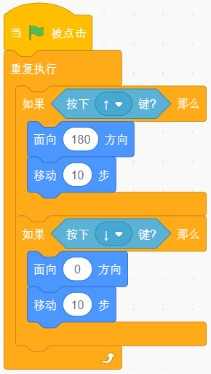 当 被点击
重复执行
如果 按下 ↑ 键? 那么
面向 180 方向
移动 10 步
如果 按下 ↓ 键? 那么
面向 0 方向
移动 10 步